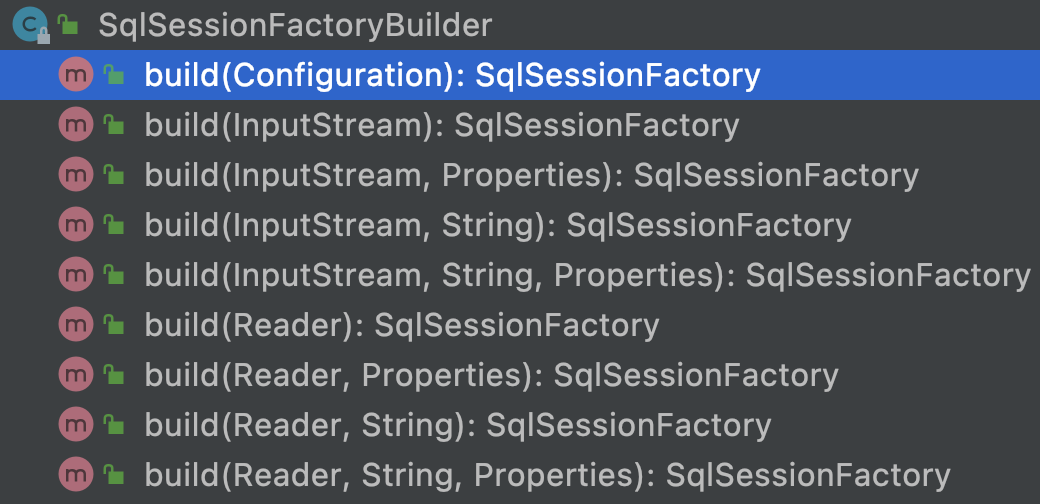 C SqlSessionFactoryBuilder
m build(Configuration): SqlSessionFactory
m build(InputStream): SqlSessionFactory
m build(InputStream, Properties): SqlSessionFactory
m build(InputStream, String): SqlSessionFactory
m build(InputStream, String, Properties): SqlSessionFactory
m build(Reader): SqlSessionFactory
m build(Reader, Properties): SqlSessionFactory
m build(Reader, String): SqlSessionFactory
m build(Reader, String, Properties): SqlSessionFactory